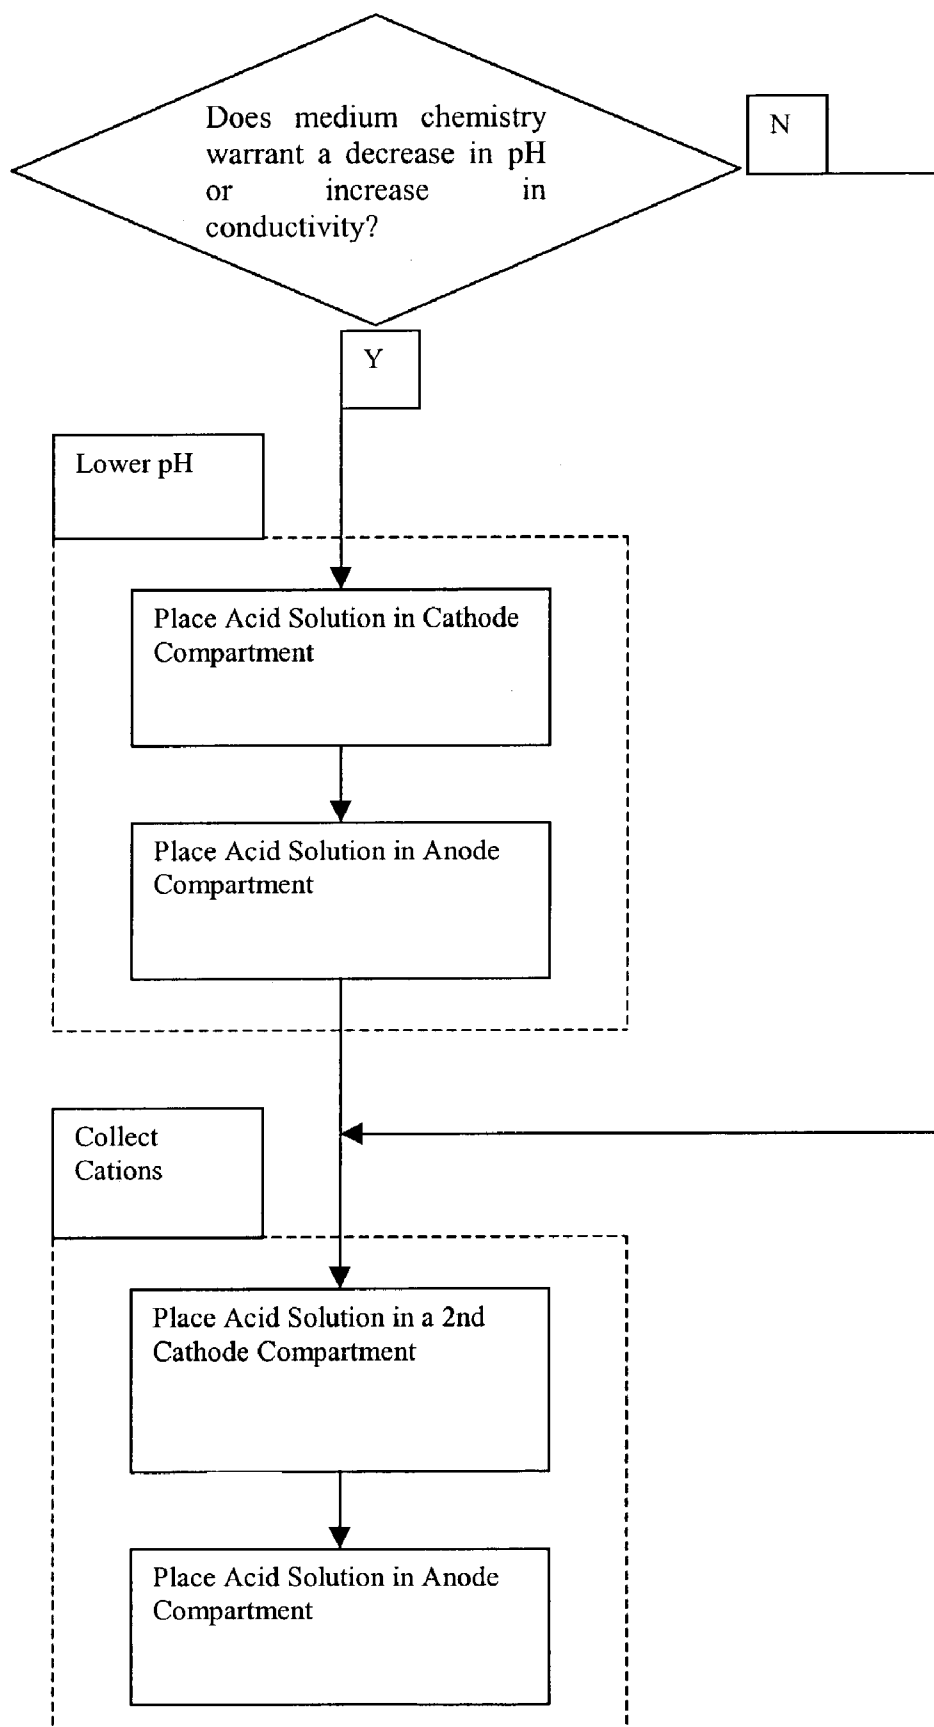 Does medium chemistry
warrant a decrease in pH
or increase in
conductivity?
N
Y
Lower pH
Place Acid Solution in Cathode
Compartment
Place Acid Solution in Anode
Compartment
Collect
Cations
Place Acid Solution in a 2nd
Cathode Compartment
Place Acid Solution in Anode
Compartment